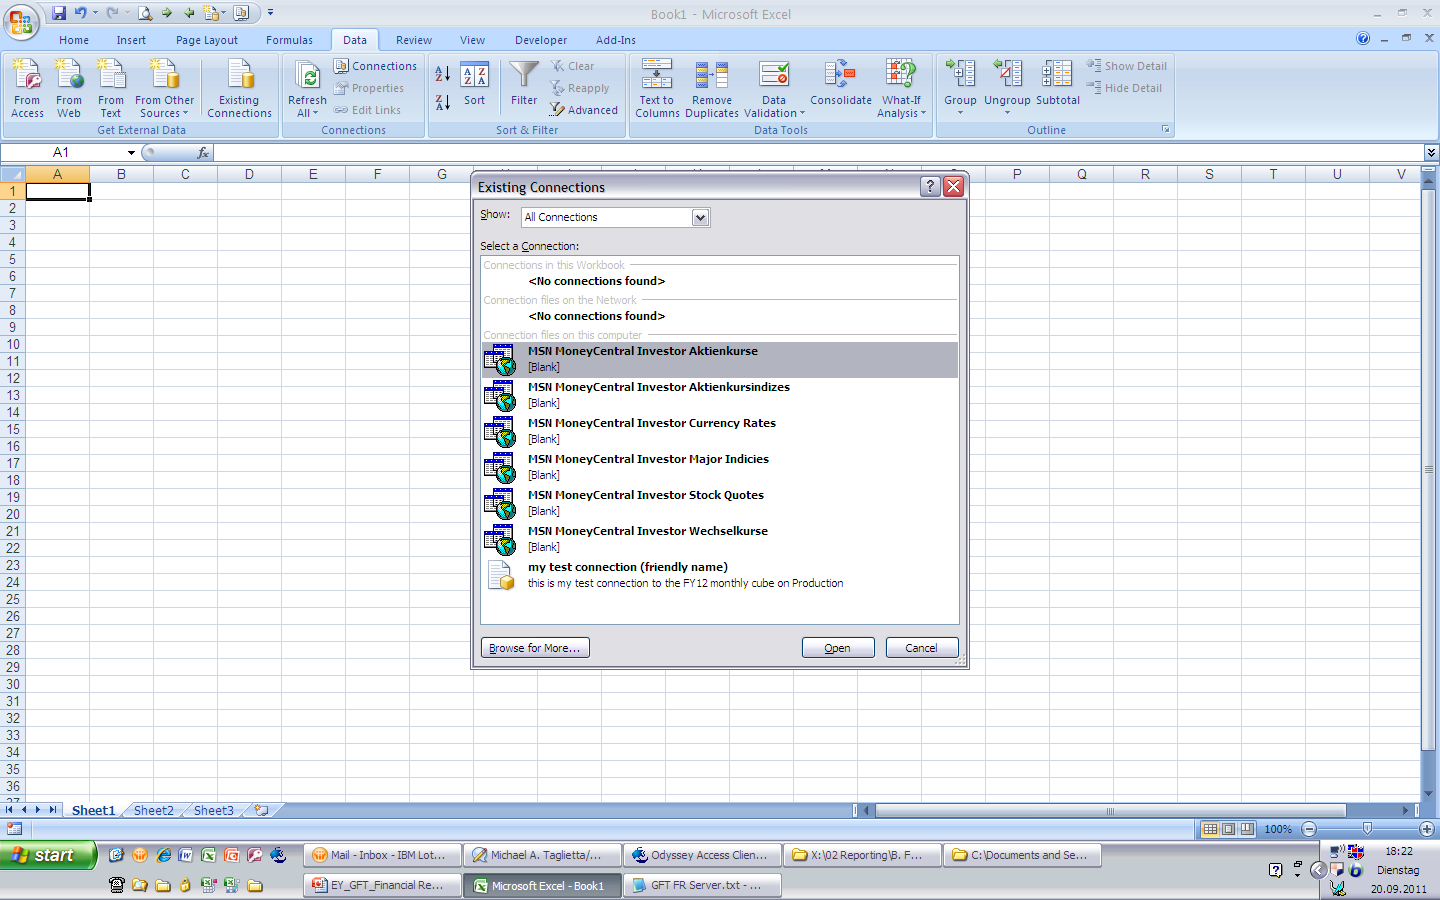 Book1 - Microsoft Excel
Home Insert Page Layout Formulas Data Review View Developer Add-Ins
From Access
From Web
From Text
From Other Sources
Existing Connections
Get External Data
Refresh All
Connections
Properties
Edit Links
Connections
Sort
Filter
Clear
Reapply
Advanced
Sort & Filter
Text to Columns
Remove Duplicates
Data Validation
Consolidate
What-If Analysis
Data Tools
Group
Ungroup
Subtotal
Show Detail
Hide Detail
Outline
A1 fx
A B C D E F G P Q R S T U V
1
2
3
4
5
6
7
8
9
10
11
12
13
14
15
16
17
18
19
20
21
22
23
24
25
26
27
28
29
30
31
32
33
34
35
36
37
Existing Connections
Show: All Connections
Select a Connection:
Connections in this Workbook
<No connections found>
Connection files on the Network
<No connections found>
Connection files on this computer
MSN MoneyCentral Investor Aktienkurse
[Blank]
MSN MoneyCentral Investor Aktienkursindizes
[Blank]
MSN MoneyCentral Investor Currency Rates
[Blank]
MSN MoneyCentral Investor Major Indicies
[Blank]
MSN MoneyCentral Investor Stock Quotes
[Blank]
MSN MoneyCentral Investor Wechselkurse
[Blank]
my test connection (friendly name)
this is my test connection to the FY12 monthly cube on Production
Browse for More... Open Cancel
Sheet1 Sheet2 Sheet3
100%
start
Mail - Inbox - IBM Lot...
Michael A. Taglietta/...
Odyssey Access Clien...
X:\02 Reporting\B. F...
C:\Documents and Se...
EY_GFT_Financial Re...
Microsoft Excel - Book1
GFT FR Server.txt - ...
18:22
Dienstag
20.09.2011